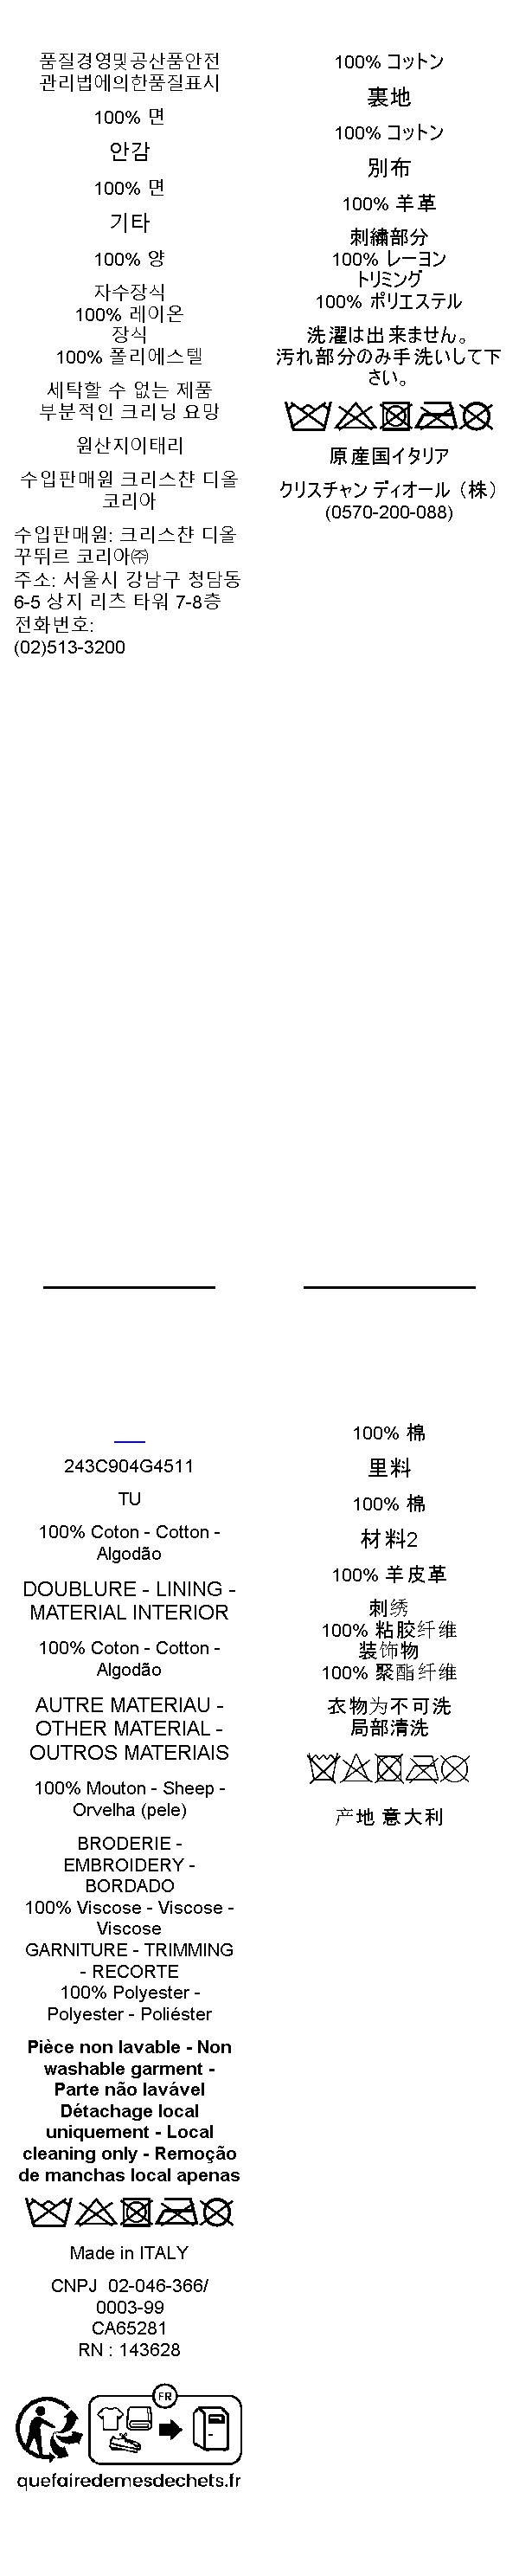 품질경영및공산품안전
관리법에의한품질표시
100% 면
안감
100% 면
기타
100% 양
자수장식
100% 레이온
장식
100% 폴리에스텔
세탁할 수 없는 제품
부분적인 크리닝 요망
원산지이태리
수입판매원 크리스챤 디올
코리아
수입판매원: 크리스챤 디올
꾸뛰르 코리아㈜
주소: 서울시 강남구 청담동
6-5 상지 리츠 타워 7-8층
전화번호:
(02)513-3200
100% コットン
裏地
100% コットン
別布
100% 羊革
刺繍部分
100% レーヨン
トリミング
100% ポリエステル
洗濯は出来ません。
汚れ部分のみ手洗いして下
さい。
原産国イタリア
クリスチャン ディオール（株）
(0570-200-088)
243C904G4511
TU
100% Coton - Cotton -
Algodão
DOUBLURE - LINING -
MATERIAL INTERIOR
100% Coton - Cotton -
Algodão
AUTRE MATERIAU -
OTHER MATERIAL -
OUTROS MATERIAIS
100% Mouton - Sheep -
Orvelha (pele)
BRODERIE -
EMBROIDERY -
BORDADO
100% Viscose - Viscose -
Viscose
GARNITURE - TRIMMING
- RECORTE
100% Polyester -
Polyester - Poliéster
Pièce non lavable - Non
washable garment -
Parte não lavável
Détachage local
uniquement - Local
cleaning only - Remoção
de manchas local apenas
Made in ITALY
CNPJ 02-046-366/
0003-99
CA65281
RN : 143628
FR
quefairedemesdechets.fr
100% 棉
里料
100% 棉
材料2
100% 羊皮革
刺绣
100% 粘胶纤维
装饰物
100% 聚酯纤维
衣物为不可洗
局部清洗
产地 意大利